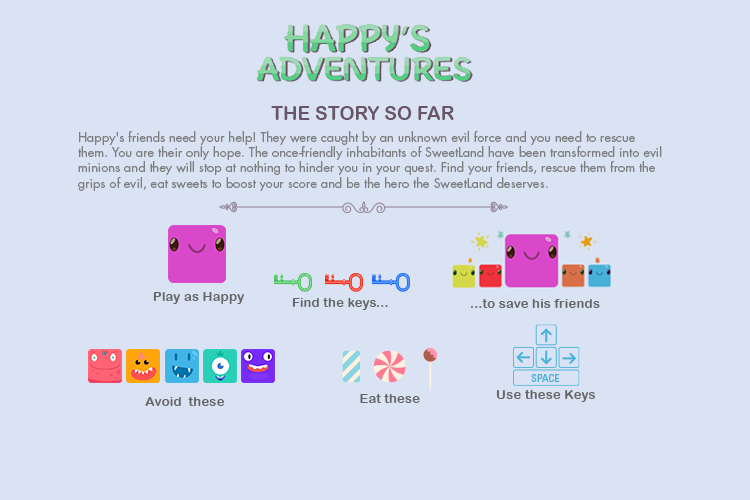 HAPPY'S
ADVENTURES
THE STORY SO FAR
Happy's friends need your help! They were caught by an unknown evil force and you need to rescue
them. You are their only hope. The once-friendly inhabitants of SweetLand have been transformed into evil
minions and they will stop at nothing to hinder you in your quest. Find your friends, rescue them from the
grips of evil, eat sweets to boost your score and be the hero the SweetLand deserves.
Play as Happy
Find the keys...
...to save his friends
Avoid these
Eat these
SPACE
Use these Keys